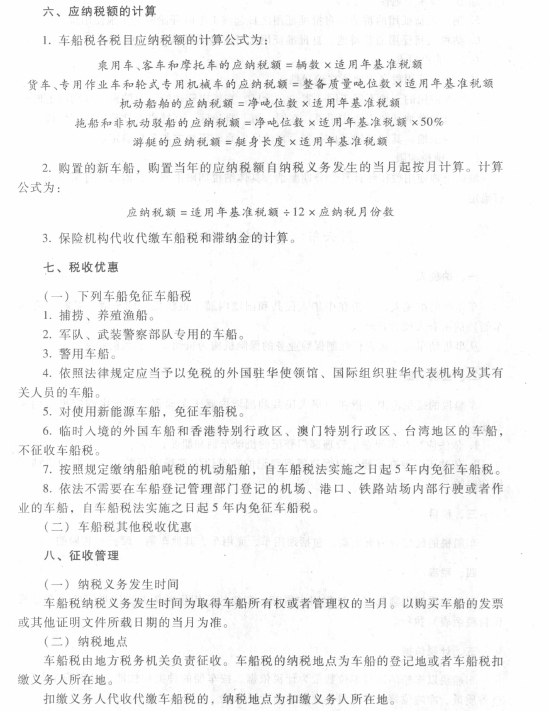 六、应纳税额的计算
1. 车船税各税目应纳税额的计算公式为:
乘用车、客车和摩托车的应纳税额=辆数×适用年基准税额
货车、专用作业车和轮式专用机械车的应纳税额=整备质量吨位数×适用年基准税额
机动船舶的应纳税额=净吨位数×适用年基准税额
拖船和非机动驳船的应纳税额=净吨位数×适用年基准税额×50%
游艇的应纳税额=艇身长度×适用年基准税额
2. 购置的新车船，购置当年的应纳税额自纳税义务发生的当月起按月计算。计算
公式为:
应纳税额=适用年基准税额÷12×应纳税月份数
3. 保险机构代收代缴车船税和滞纳金的计算。
七、税收优惠
(一) 下列车船免征车船税
1. 捕捞、养殖渔船。
2. 军队、武装警察部队专用的车船。
3. 警用车船。
4. 依照法律规定应当予以免税的外国驻华使领馆、国际组织驻华代表机构及其有
关人员的车船。
5. 对使用新能源车船，免征车船税。
6. 临时入境的外国车船和香港特别行政区、澳门特别行政区、台湾地区的车船，
不征收车船税。
7. 按照规定缴纳船舶吨税的机动船舶，自车船税法实施之日起5年内免征车船税。
8. 依法不需要在车船登记管理部门登记的机场、港口、铁路站场内部行驶或者作
业的车船，自车船税法实施之日起5年内免征车船税。
(二) 车船税其他税收优惠
八、征收管理
(一) 纳税义务发生时间
车船税纳税义务发生时间为取得车船所有权或者管理权的当月。以购买车船的发票
或其他证明文件所载日期的当月为准。
(二) 纳税地点
车船税由地方税务机关负责征收。车船税的纳税地点为车船的登记地或者车船税扣
缴义务人所在地。
扣缴义务人代收代缴车船税的，纳税地点为扣缴义务人所在地。